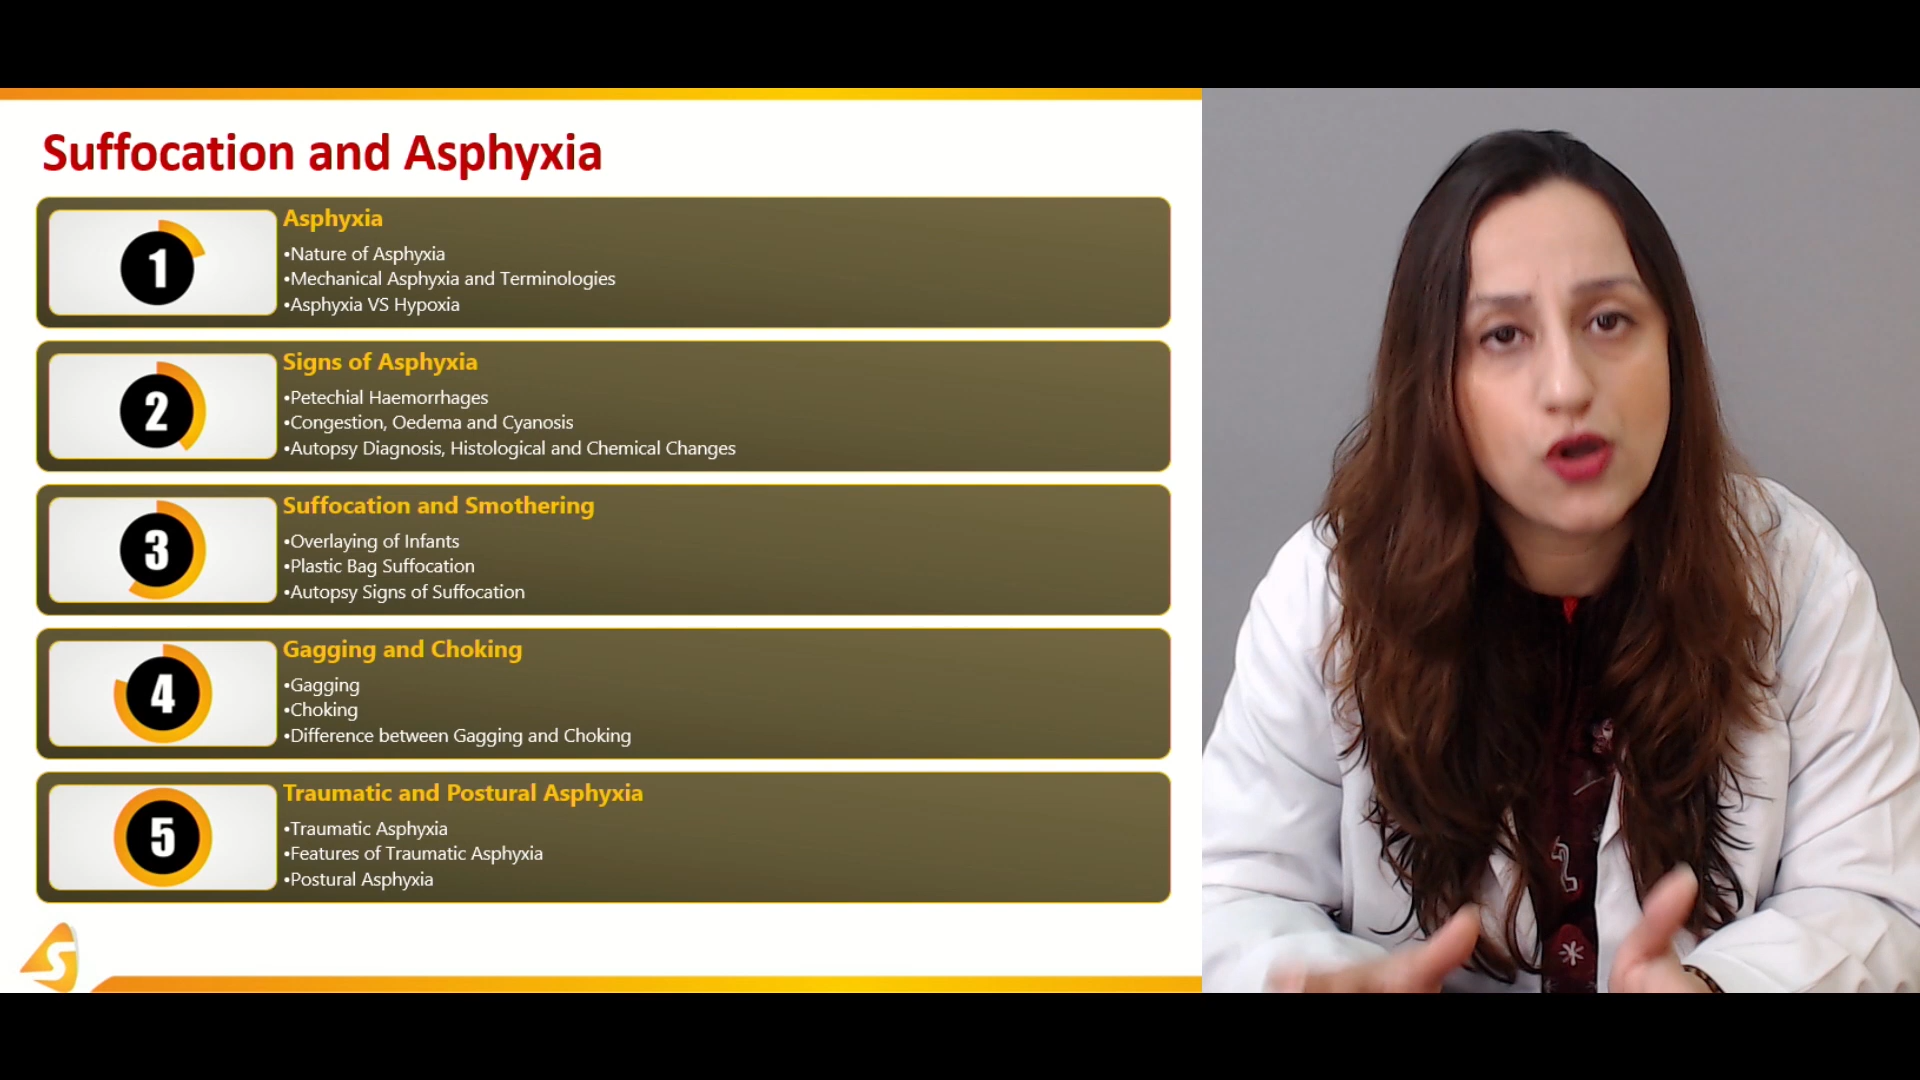 Suffocation and Asphyxia
1
Asphyxia
•Nature of Asphyxia
•Mechanical Asphyxia and Terminologies
•Asphyxia VS Hypoxia
2
Signs of Asphyxia
•Petechial Haemorrhages
•Congestion, Oedema and Cyanosis
•Autopsy Diagnosis, Histological and Chemical Changes
3
Suffocation and Smothering
•Overlaying of Infants
•Plastic Bag Suffocation
•Autopsy Signs of Suffocation
4
Gagging and Choking
•Gagging
•Choking
•Difference between Gagging and Choking
5
Traumatic and Postural Asphyxia
•Traumatic Asphyxia
•Features of Traumatic Asphyxia
•Postural Asphyxia
S